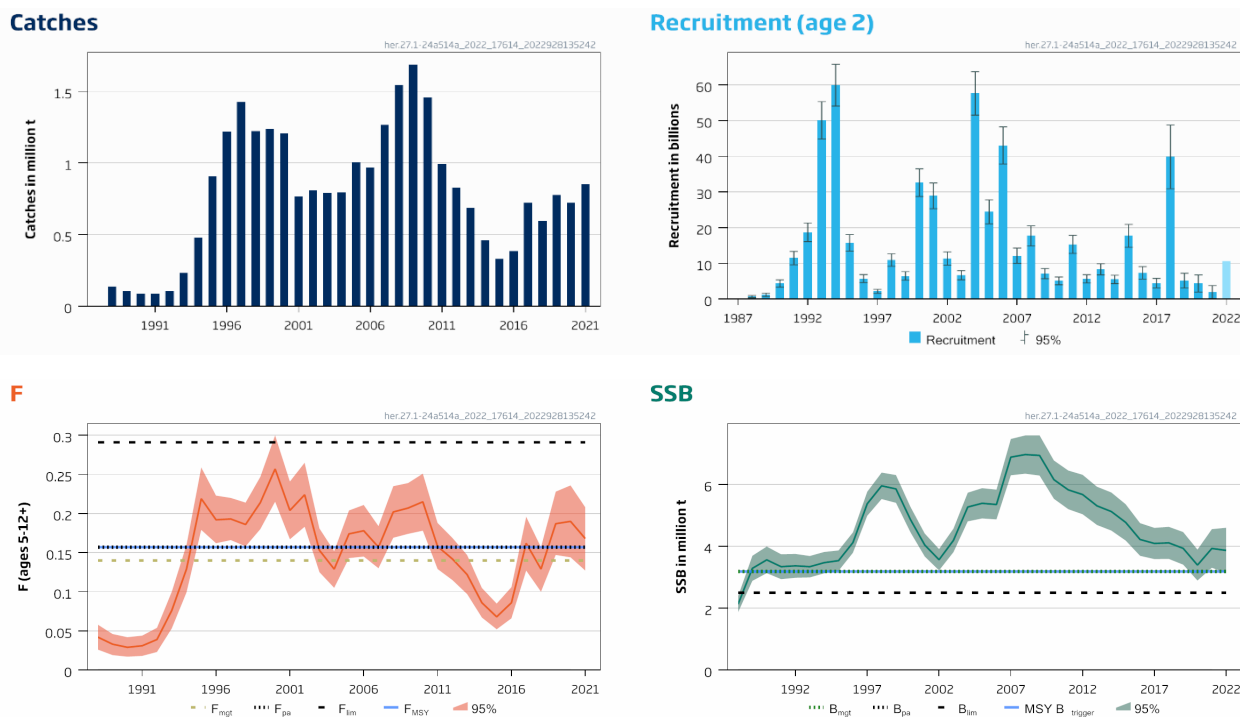 Catches
her.27.1-24a514a_2022_17614_2022928135242
Catches in million t
1.5
1
0.5
0
1991 1996 2001 2006 2011 2016 2021
Recruitment (age 2)
her.27.1-24a514a_2022_17614_2022928135242
Recruitment in billions
60
50
40
30
20
10
0
1987 1992 1997 2002 2007 2012 2017 2022
Recruitment 95%
F
her.27.1-24a514a_2022_17614_2022928135242
F (ages 5-12+)
0.3
0.25
0.2
0.15
0.1
0.05
0
1991 1996 2001 2006 2011 2016 2021
Fmgt Fpa Flim FMSY 95%
SSB
her.27.1-24a514a_2022_17614_2022928135242
SSB in million t
6
4
2
0
1992 1997 2002 2007 2012 2017 2022
Bmgt Bpa Blim MSY B trigger 95%